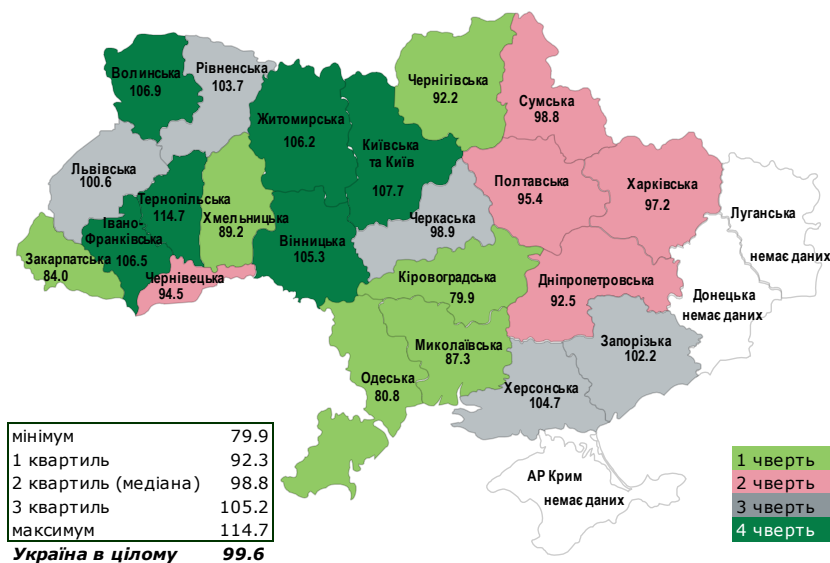 Волинська
106.9
Рівненська
103.7
Житомирська
106.2
Київська
та Київ
107.7
Чернігівська
92.2
Сумська
98.8
Львівська
100.6
Тернопільська
114.7
Хмельницька
89.2
Вінницька
105.3
Черкаська
98.9
Полтавська
95.4
Харківська
97.2
Луганська
немає даних
Закарпатська
84.0
Івано-
Франківська
106.5
Чернівецька
94.5
Кіровоградська
79.9
Дніпропетровська
92.5
Донецька
немає даних
Одеська
80.8
Миколаївська
87.3
Херсонська
104.7
Запорізька
102.2
АР Крим
немає даних
мінімум 79.9
1 квартиль 92.3
2 квартиль (медіана) 98.8
3 квартиль 105.2
максимум 114.7
Україна в цілому 99.6
1 чверть
2 чверть
3 чверть
4 чверть